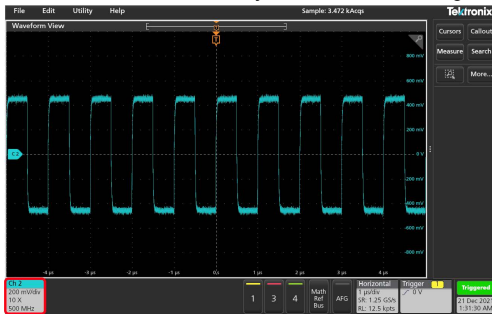 File Edit Utility Help Sample: 3.472 kAcqs Tektronix
Waveform View
Cursors Callout
Measure Search
More...
800 mV
400 mV
200 mV
0 V
-200 mV
-400 mV
-600 mV
-800 mV
C2
-4 µs -3 µs -2 µs -1 µs 0 s 1 µs 2 µs 3 µs 4 µs
Ch 2
200 mV/div
10 X
500 MHz
1 3 4
Math
Ref
Bus
AFG
Horizontal
1 µs/div
SR: 1.25 GS/s
RL: 12.5 kpts
Trigger 1
0 V
Triggered
21 Dec 2021
1:31:30 AM